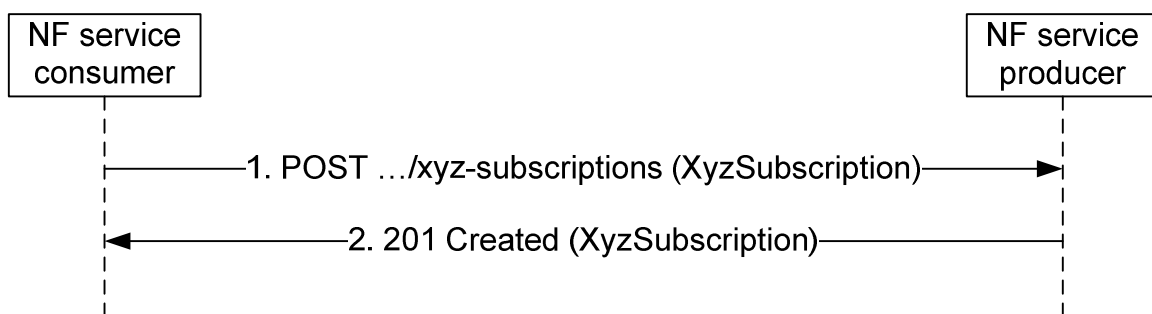 NF service
consumer
NF service
producer
1. POST …/xyz-subscriptions (XyzSubscription)
2. 201 Created (XyzSubscription)